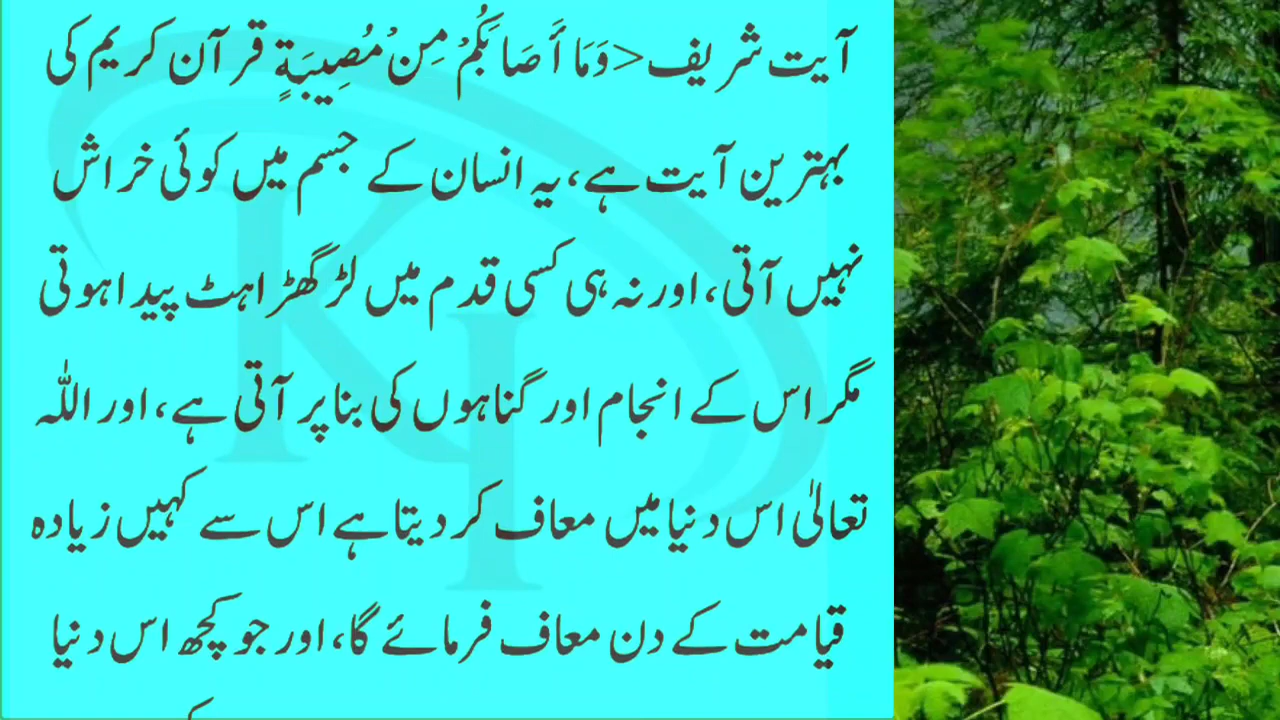 آیت شریف <وَمَا أَصَابَکُمْ مِنْ مُصِیبَةٍ قرآن کریم کی
بہترین آیت ہے، یہ انسان کے جسم میں کوئی خراش
نہیں آتی، اور نہ ہی کسی قدم میں لڑگھڑاہٹ پیدا ہوتی
مگر اس کے انجام اور گناہوں کی بنا پر آتی ہے، اور اللہ
تعالیٰ اس دنیا میں معاف کر دیتا ہے اس سے کہیں زیادہ
قیامت کے دن معاف فرمائے گا، اور جو کچھ اس دنیا